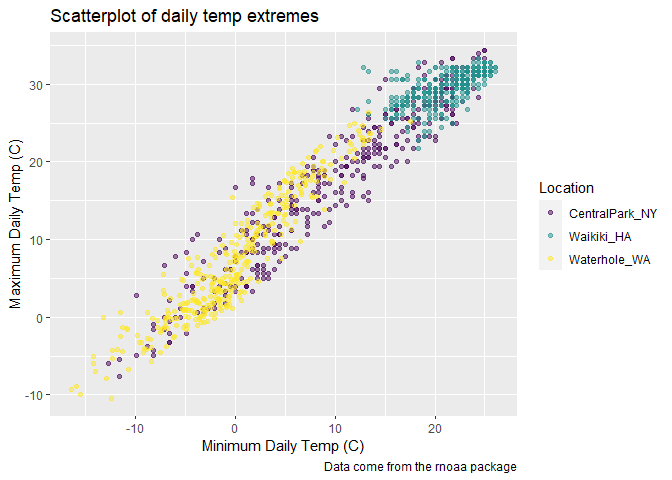 Scatterplot of daily temp extremes
Maximum Daily Temp (C)
30
20
10
0
-10
-10 0 10 20
Minimum Daily Temp (C)
Data come from the rnoaa package
Location
CentralPark_NY
Waikiki_HA
Waterhole_WA